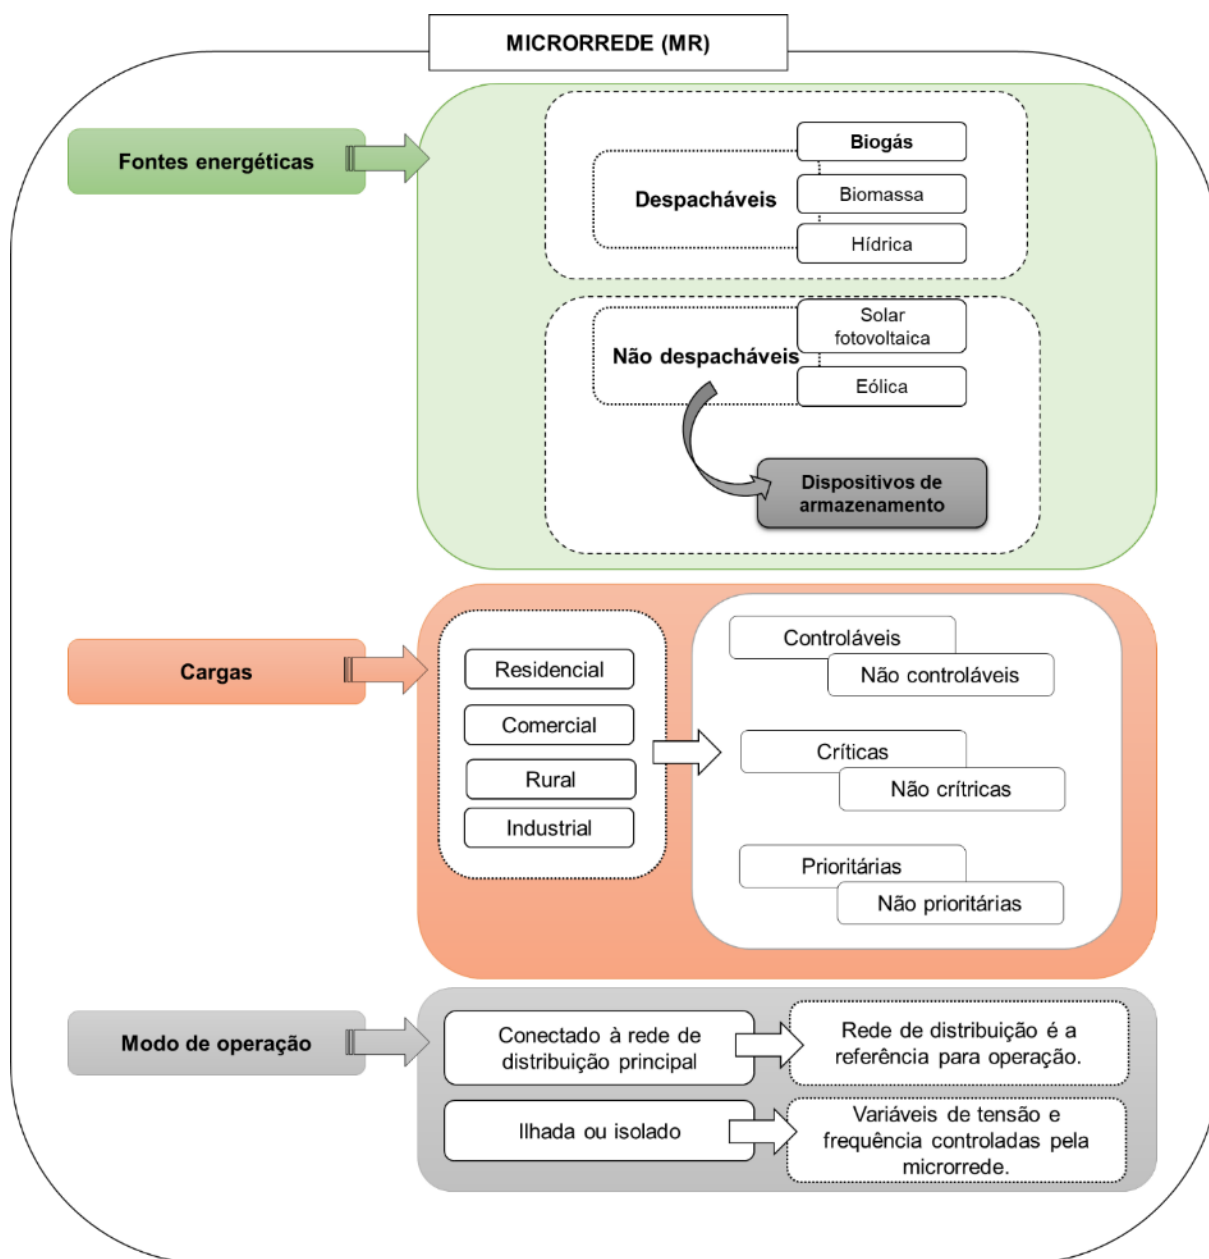 MICRORREDE (MR)
Fontes energéticas
Biogás
Despacháveis
Biomassa
Hídrica
Solar
fotovoltaica
Não despacháveis
Eólica
Dispositivos de
armazenamento
Cargas
Residencial
Comercial
Rural
Industrial
Controláveis
Não controláveis
Críticas
Não crítricas
Prioritárias
Não prioritárias
Modo de operação
Conectado à rede de
distribuição principal
Rede de distribuição é a
referência para operação.
Ilhada ou isolado
Variáveis de tensão e
frequência controladas pela
microrrede.